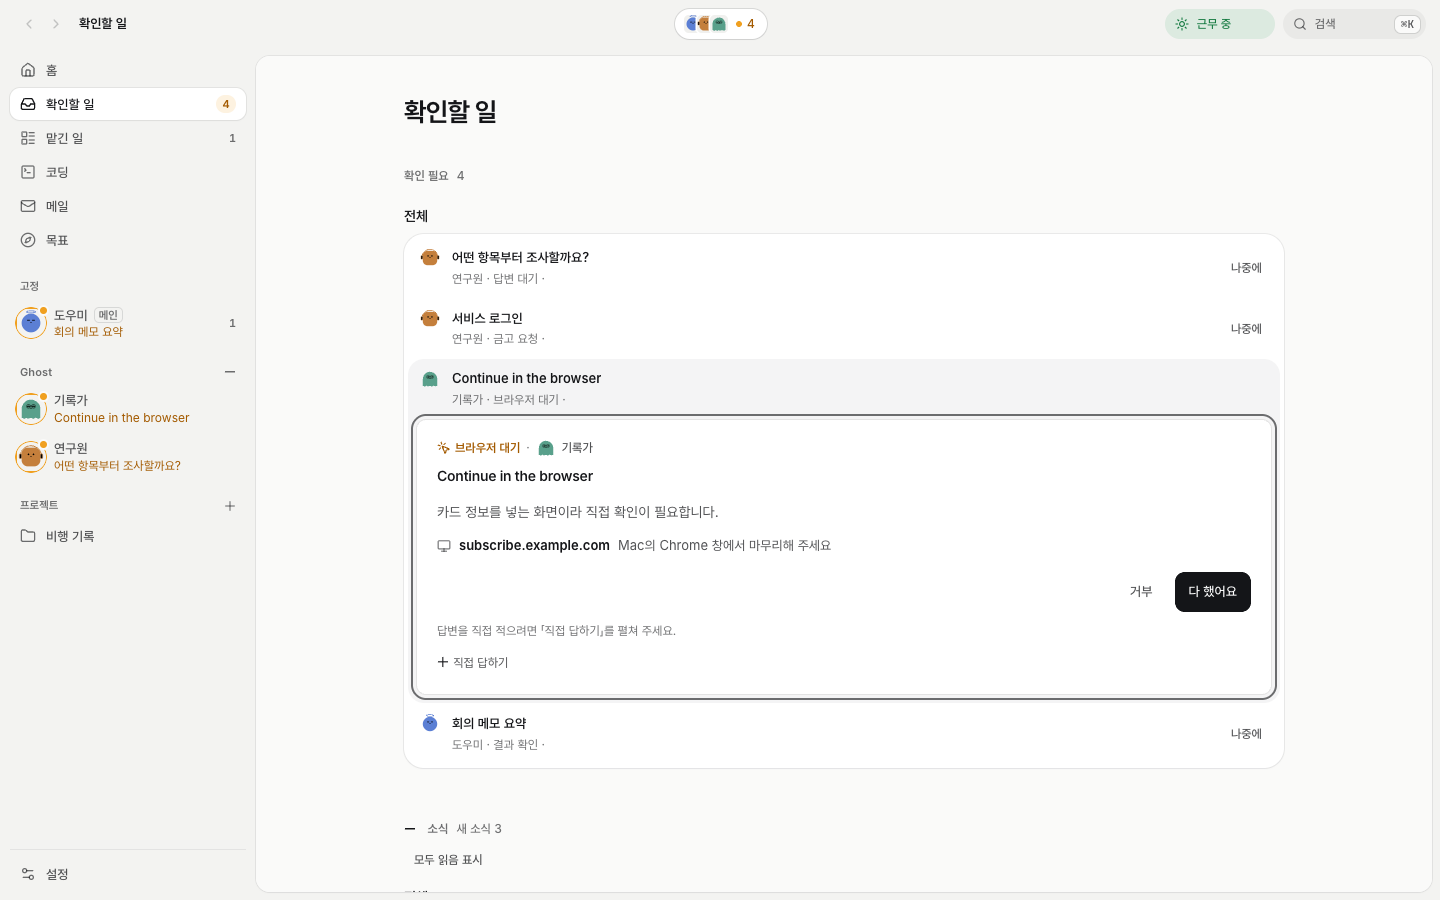 확인할 일
4
근무 중
검색
⌘K
홈
확인할 일
4
맡긴 일
1
코딩
메일
목표
고정
도우미 메인
회의 메모 요약
1
Ghost
기록가
Continue in the browser
연구원
어떤 항목부터 조사할까요?
프로젝트
비행 기록
설정
확인할 일
확인 필요 4
전체
어떤 항목부터 조사할까요?
연구원 · 답변 대기 ·
나중에
서비스 로그인
연구원 · 금고 요청 ·
나중에
Continue in the browser
기록가 · 브라우저 대기 ·
브라우저 대기 · 기록가
Continue in the browser
카드 정보를 넣는 화면이라 직접 확인이 필요합니다.
subscribe.example.com Mac의 Chrome 창에서 마무리해 주세요
거부
다 했어요
답변을 직접 적으려면 「직접 답하기」를 펼쳐 주세요.
직접 답하기
회의 메모 요약
도우미 · 결과 확인 ·
나중에
소식 새 소식 3
모두 읽음 표시